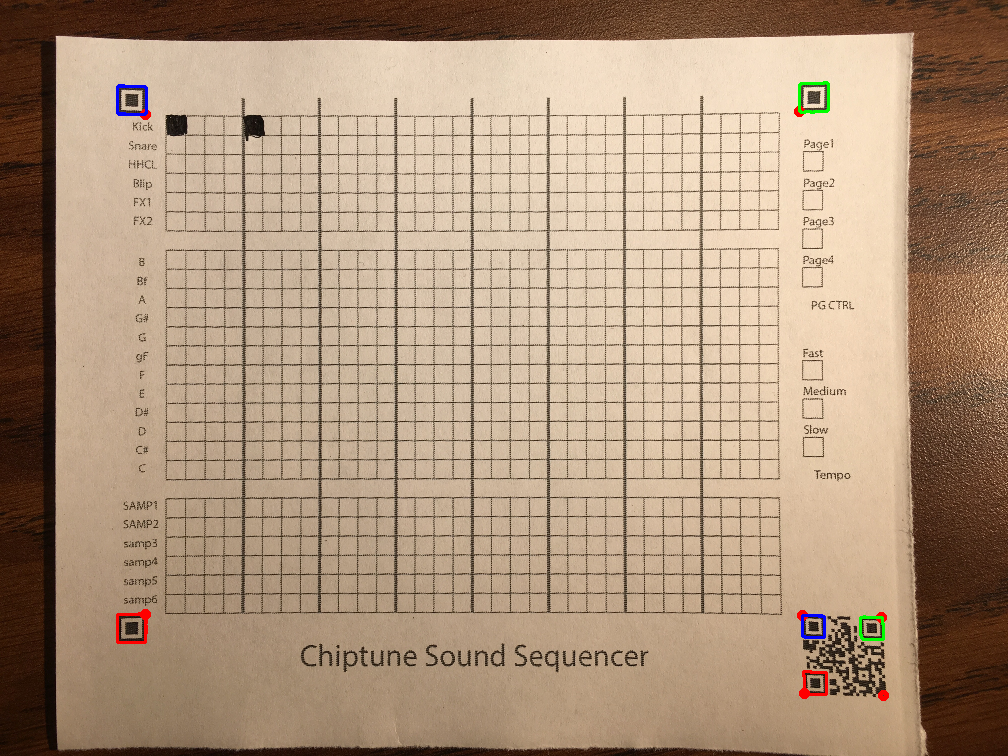 Kick
Snare
HHCL
Blip
FX1
FX2
B
Bf
A
G#
G
gF
F
E
D#
D
C#
C
SAMP1
SAMP2
samp3
samp4
samp5
samp6
Page1
Page2
Page3
Page4
PG CTRL
Fast
Medium
Slow
Tempo
Chiptune Sound Sequencer